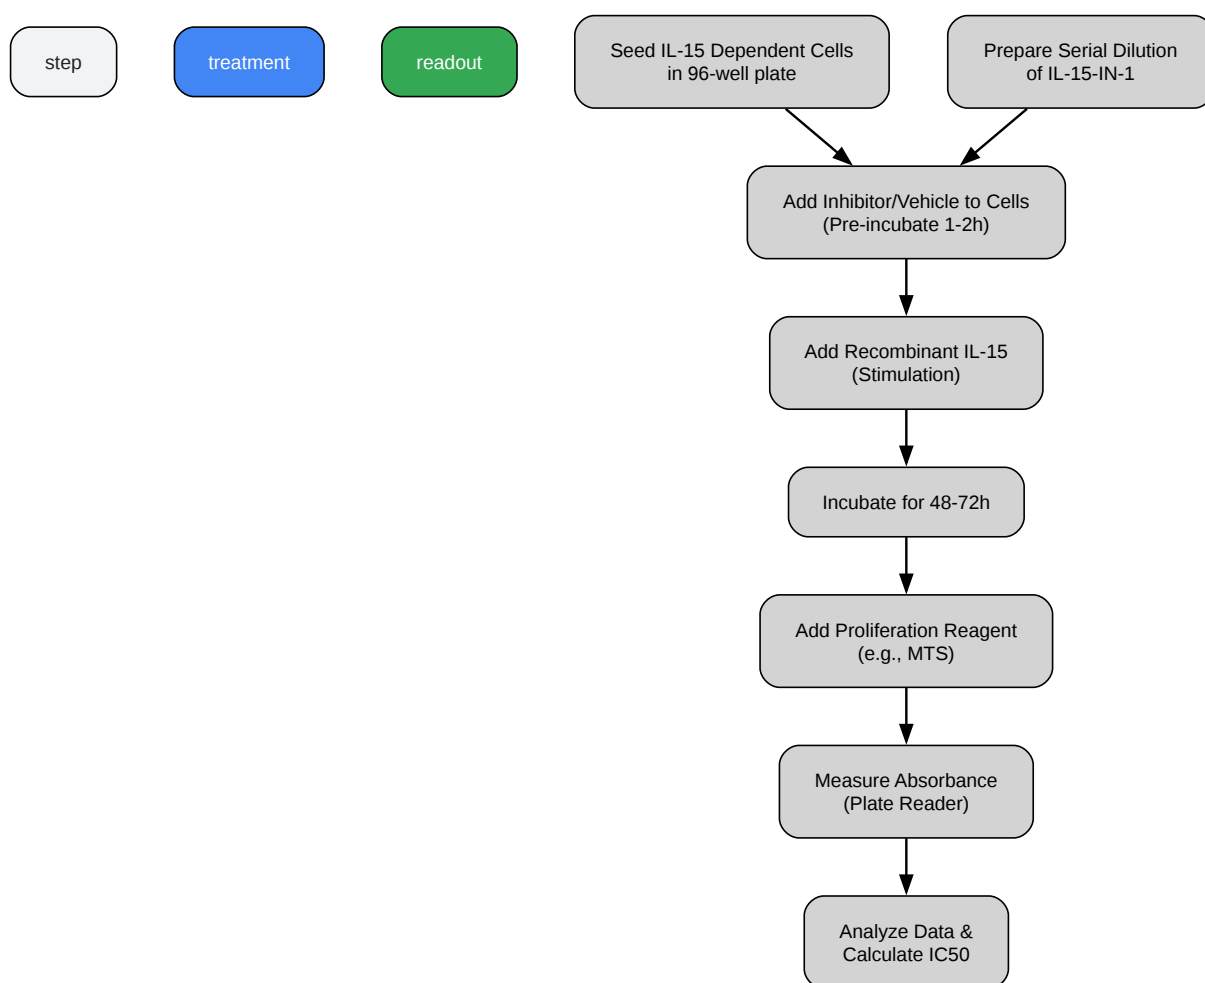 step
treatment
readout
Seed IL-15 Dependent Cells
in 96-well plate
Prepare Serial Dilution
of IL-15-IN-1
Add Inhibitor/Vehicle to Cells
(Pre-incubate 1-2h)
Add Recombinant IL-15
(Stimulation)
Incubate for 48-72h
Add Proliferation Reagent
(e.g., MTS)
Measure Absorbance
(Plate Reader)
Analyze Data &
Calculate IC50